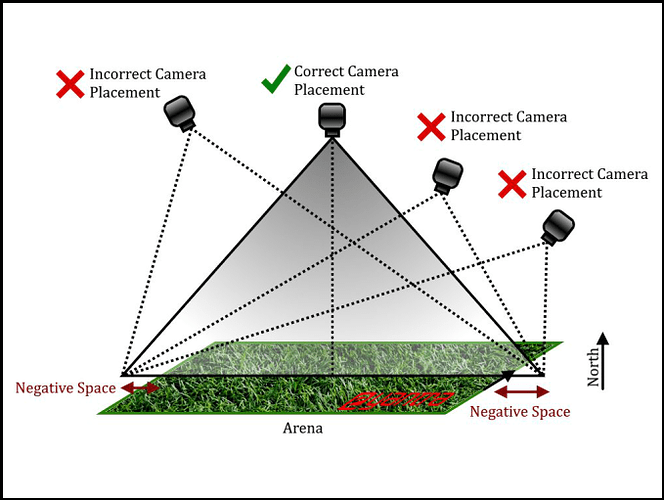 Incorrect Camera
Placement
Correct Camera
Placement
Incorrect Camera
Placement
Incorrect Camera
Placement
North
Negative Space
Negative Space
Arena